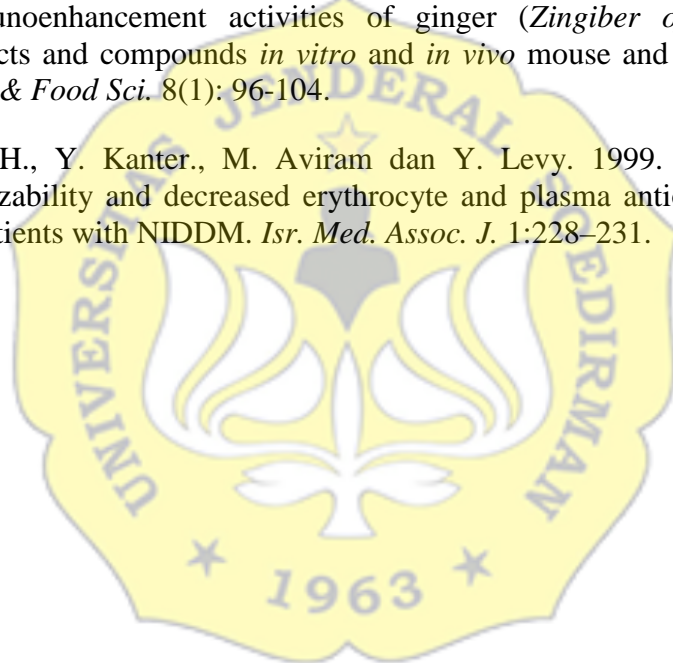 unoenhancement activities of ginger (Zingiber o
cts and compounds in vitro and in vivo mouse and
& Food Sci. 8(1): 96-104.
H., Y. Kanter., M. Aviram dan Y. Levy. 1999.
zability and decreased erythrocyte and plasma anti
tients with NIDDM. Isr. Med. Assoc. J. 1:228–231.
UNIVERSITAS JENDERAL SOEDIRMAN
★ 1963 ★